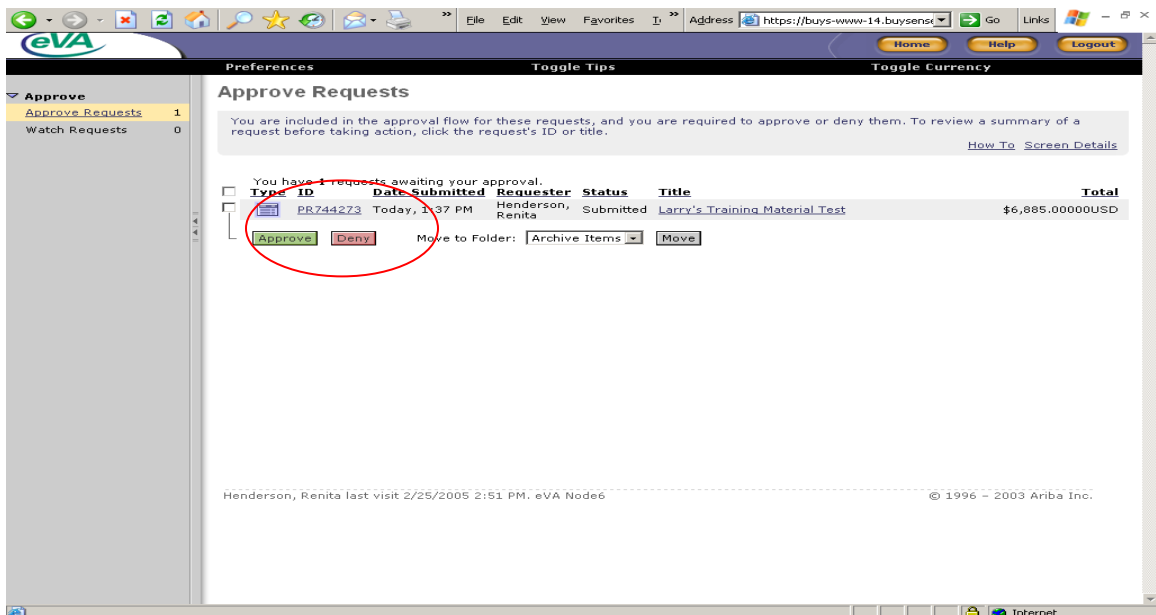 » File Edit View Favorites » Address https://buys-www-14.buysense Go Links
eVA Home Help Logout
Preferences Toggle Tips Toggle Currency
Approve
Approve Requests 1
Watch Requests 0
Approve Requests
You are included in the approval flow for these requests, and you are required to approve or deny them. To review a summary of a
request before taking action, click the request's ID or title.
How To Screen Details
You have 1 requests awaiting your approval.
Type ID Date Submitted Requester Status Title Total
PR744273 Today, 1:37 PM Henderson, Renita Submitted Larry's Training Material Test $6,885.00000USD
Approve Deny Move to Folder: Archive Items Move
Henderson, Renita last visit 2/25/2005 2:51 PM. eVA Node6 © 1996 – 2003 Ariba Inc.
Internet